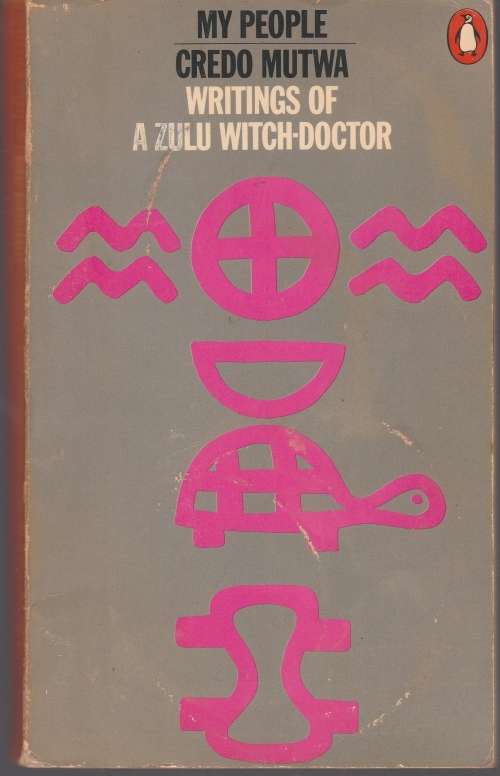 MY PEOPLE
CREDO MUTWA
WRITINGS OF
A ZULU WITCH-DOCTOR